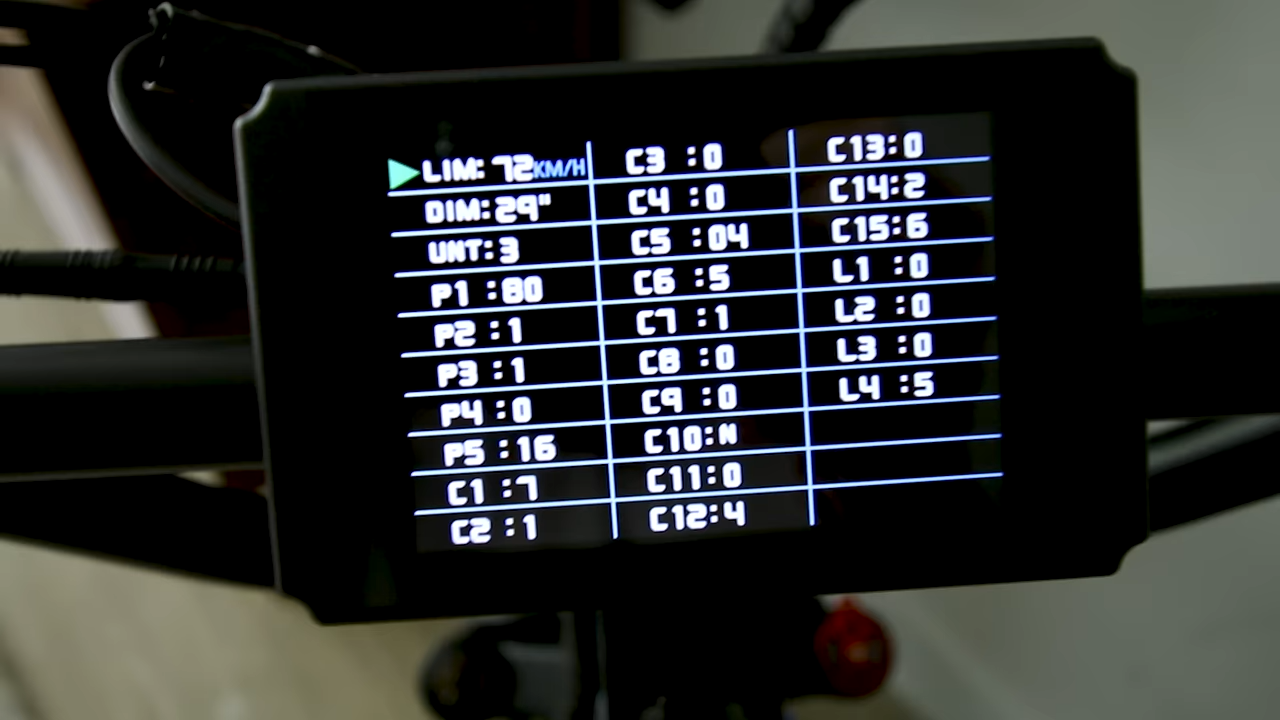 LIM: 72KM/H
DIM:29"
UNT:3
P1 :80
P2 :1
P3 :1
P4 :0
P5 :16
C1 :7
C2 :1
C3 :0
C4 :0
C5 :04
C6 :5
C7 :1
C8 :0
C9 :0
C10:N
C11:0
C12:4
C13:0
C14:2
C15:6
L1 :0
L2 :0
L3 :0
L4 :5